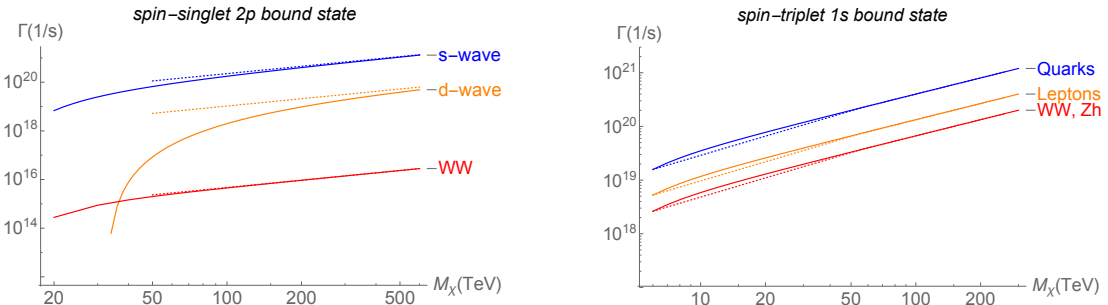 spin−singlet 2p bound state
Γ(1/s)
10^20
10^18
10^16
10^14
s−wave
d−wave
WW
20 50 100 200 500
M_χ(TeV)
spin−triplet 1s bound state
Γ(1/s)
10^21
10^20
10^19
10^18
Quarks
Leptons
WW, Zh
10 20 50 100 200
M_χ(TeV)